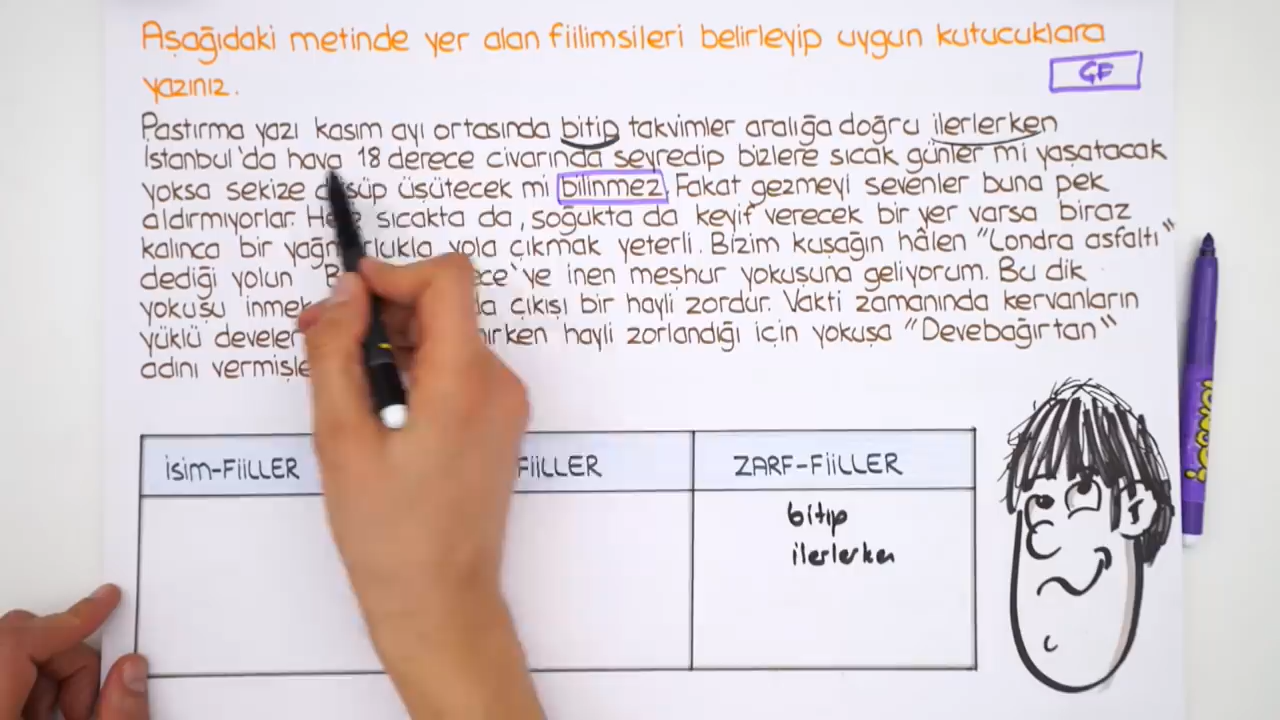 Aşağıdaki metinde yer alan fiilimsileri belirleyip uygun kutucuklara
yazınız.
ÇF
Pastırma yazı kasım ayı ortasında bitip takvimler aralığa doğru ilerlerken
İstanbul'da hava 18 derece civarında seyredip bizlere sıcak günler mi yaşatacak
yoksa sekize düşüp üşütecek mi bilinmez. Fakat gezmeyi sevenler buna pek
aldırmıyorlar. sıcakta da, soğukta da keyif verecek bir yer varsa biraz
kalınca bir yağmurlukla yola çıkmak yeterli. Bizim kuşağın hâlen "Londra asfaltı"
dediği yolun inen meşhur yokuşuna geliyorum. Bu dik
yokuşu çıkışı bir hayli zordur. Vakti zamanında kervanların
yüklü hayli zorlandığı için yokuşa "Devebağırtan"
adını
İSİM-FİİLLER
FİİLLER
ZARF-FİİLLER
bitip
ilerlerken